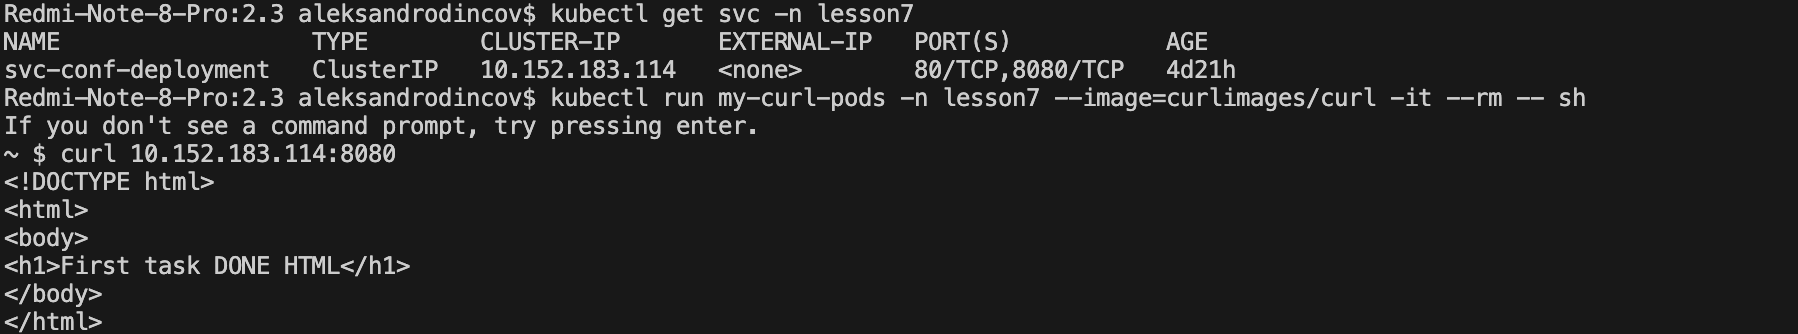 Redmi-Note-8-Pro:2.3 aleksandrodincov$ kubectl get svc -n lesson7
NAME TYPE CLUSTER-IP EXTERNAL-IP PORT(S) AGE
svc-conf-deployment ClusterIP 10.152.183.114 <none> 80/TCP,8080/TCP 4d21h
Redmi-Note-8-Pro:2.3 aleksandrodincov$ kubectl run my-curl-pods -n lesson7 --image=curlimages/curl -it --rm -- sh
If you don't see a command prompt, try pressing enter.
~ $ curl 10.152.183.114:8080
<!DOCTYPE html>
<html>
<body>
<h1>First task DONE HTML</h1>
</body>
</html>